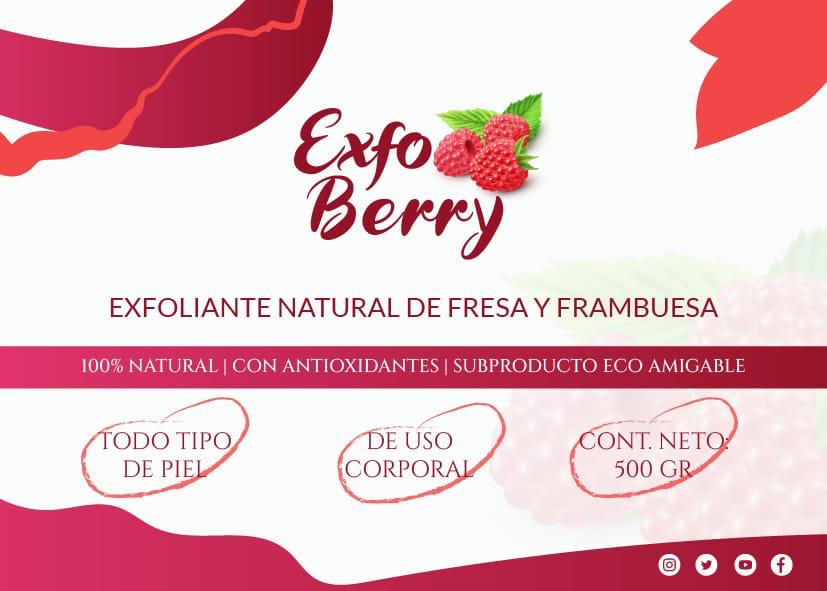 Exfo
Berry
EXFOLIANTE NATURAL DE FRESA Y FRAMBUESA
100% NATURAL | CON ANTIOXIDANTES | SUBPRODUCTO ECO AMIGABLE
TODO TIPO
DE PIEL
DE USO
CORPORAL
CONT. NETO:
500 GR